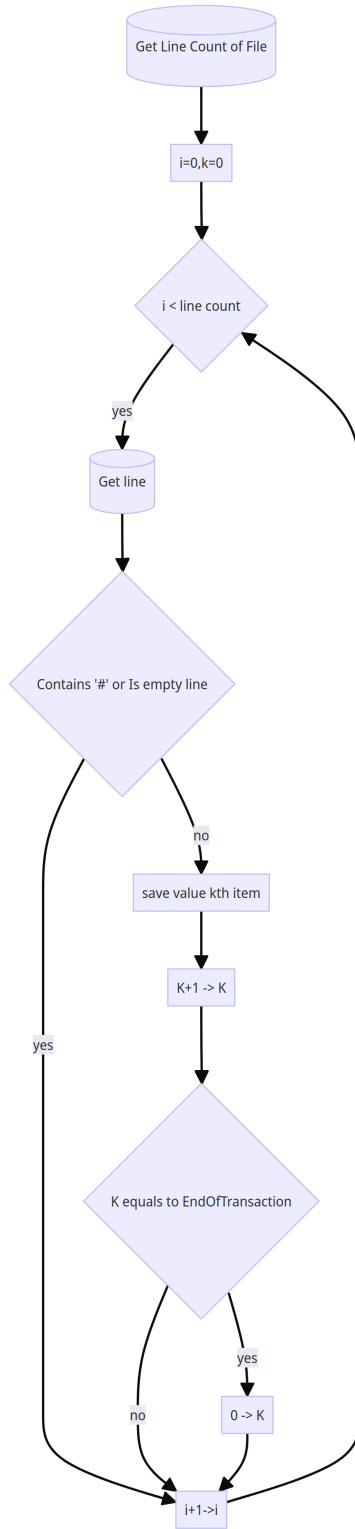 Get Line Count of File
i=0,k=0
i < line count
yes
Get line
Contains '#' or Is empty line
no
save value kth item
K+1 -> K
yes
K equals to EndOfTransaction
yes
no
0 -> K
i+1->i